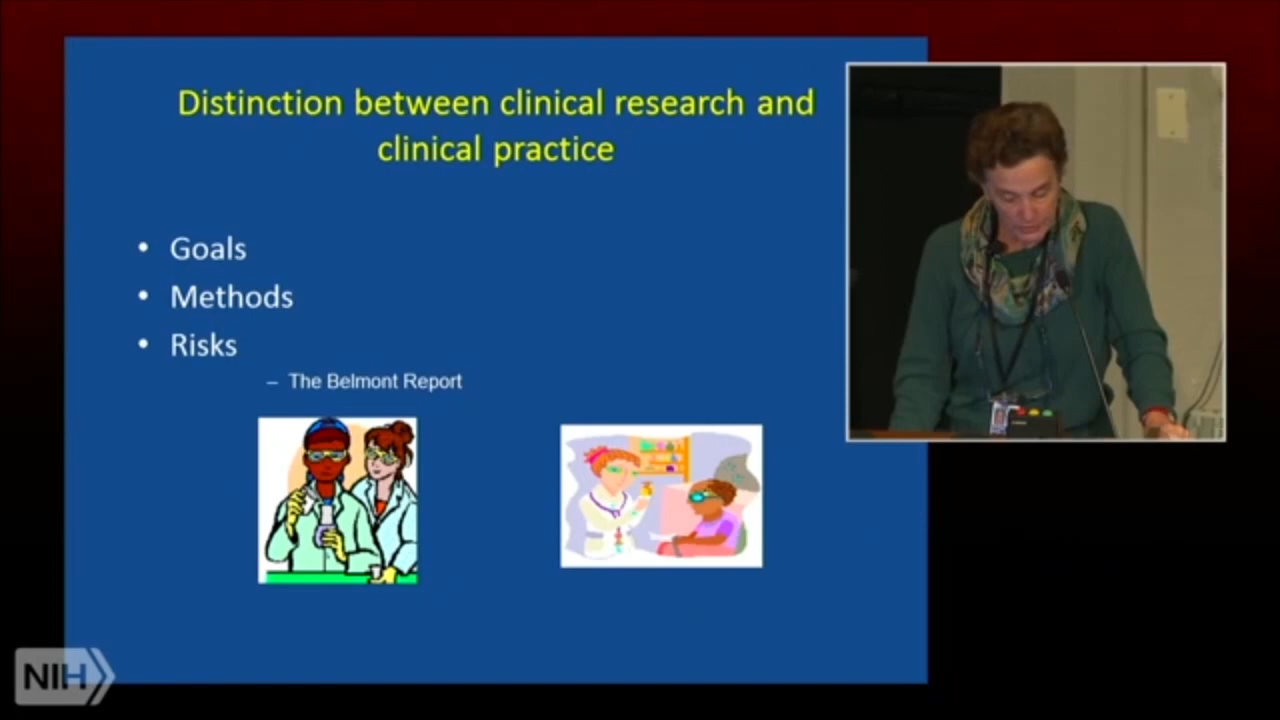 Distinction between clinical research and
clinical practice
• Goals
• Methods
• Risks
– The Belmont Report
NIH